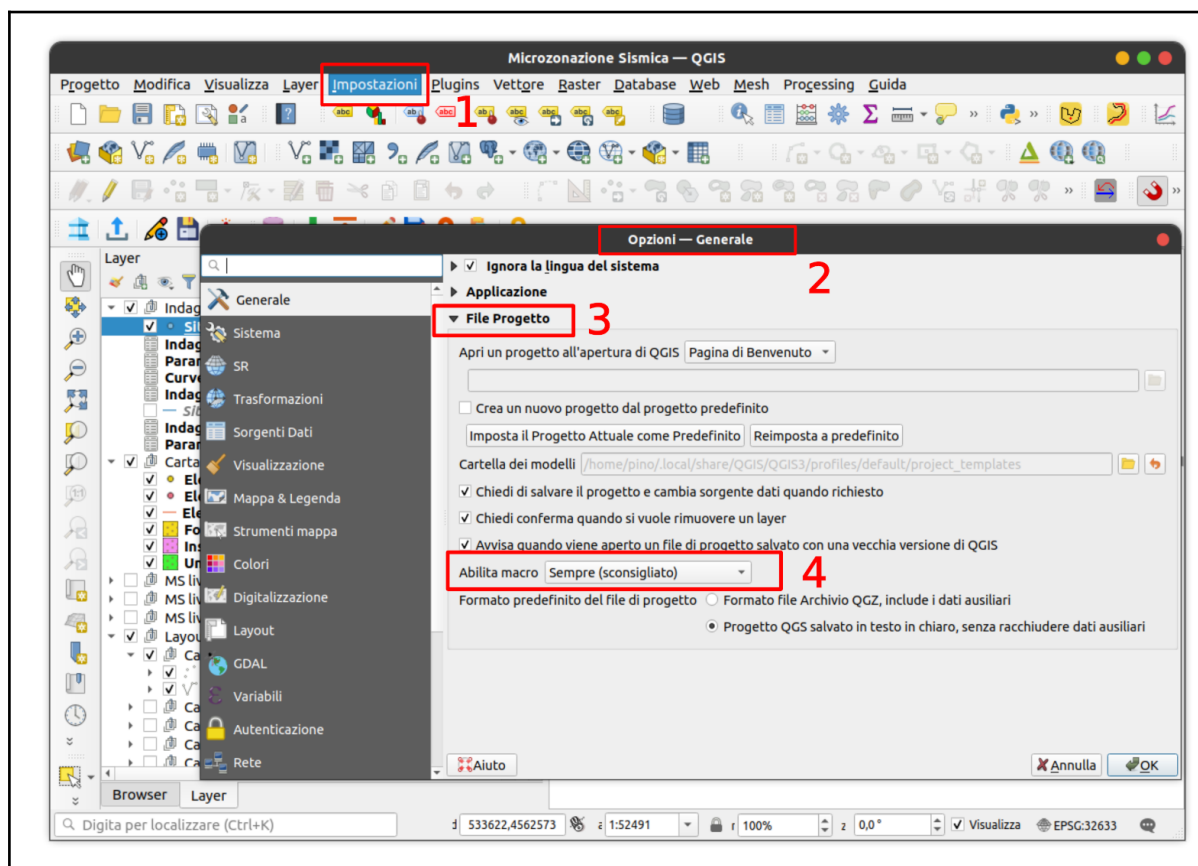 Microzonazione Sismica — QGIS
Progetto Modifica Visualizza Layer Impostazioni Plugins Vettore Raster Database Web Mesh Processing Guida
1
Opzioni — Generale
2
Layer
Ignora la lingua del sistema
Generale
Applicazione
3
File Progetto
Sistema
Apri un progetto all'apertura di QGIS Pagina di Benvenuto
SR
Trasformazioni
Crea un nuovo progetto dal progetto predefinito
Sorgenti Dati
Imposta il Progetto Attuale come Predefinito Reimposta a predefinito
Visualizzazione
Cartella dei modelli /home/pino/.local/share/QGIS/QGIS3/profiles/default/project_templates
Mappa & Legenda
Chiedi di salvare il progetto e cambia sorgente dati quando richiesto
Chiedi conferma quando si vuole rimuovere un layer
Strumenti mappa
Avvisa quando viene aperto un file di progetto salvato con una vecchia versione di QGIS
Colori
Abilita macro Sempre (sconsigliato)
4
MS liv
Digitalizzazione
Formato predefinito del file di progetto Formato file Archivio QGZ, include i dati ausiliari
MS liv
MS liv
Layout
Progetto QGS salvato in testo in chiaro, senza racchiudere dati ausiliari
GDAL
Variabili
Autenticazione
Rete
Aiuto Annulla OK
Browser Layer
Digita per localizzare (Ctrl+K) 533622,4562573 1:52491 100% 0,0° Visualizza EPSG:32633